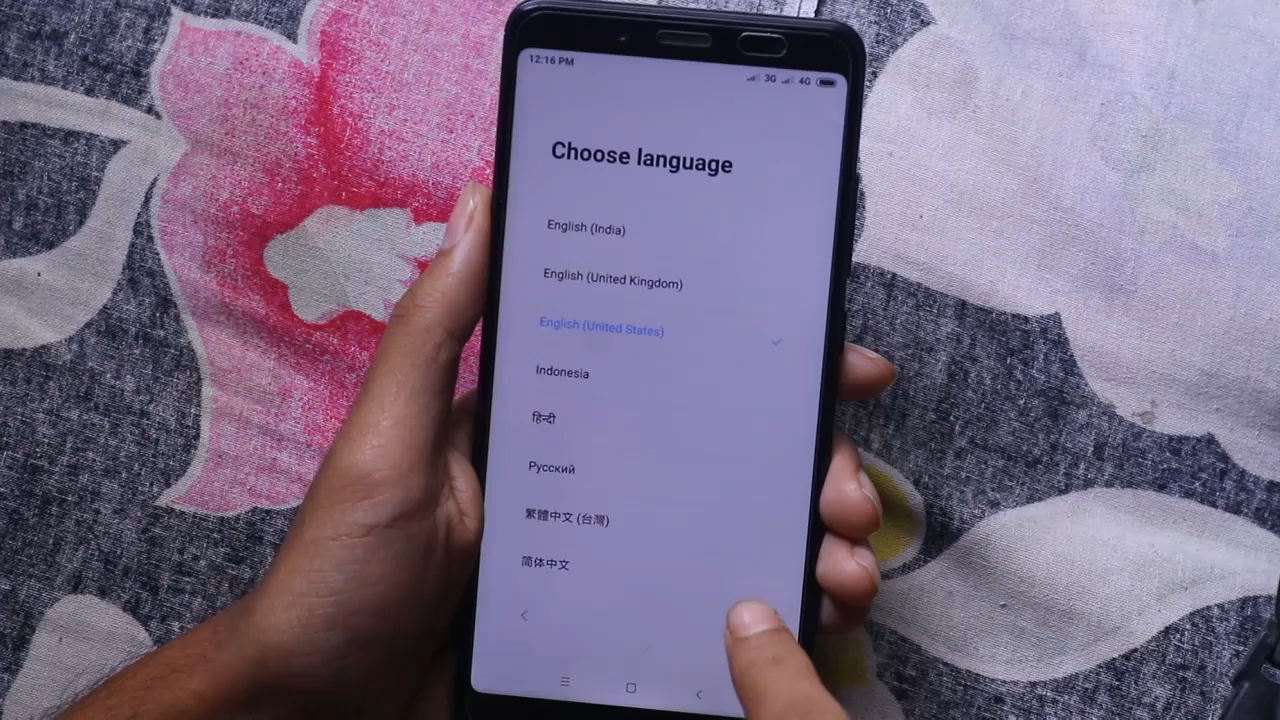 12:16 PM
3G 4G
Choose language
English (India)
English (United Kingdom)
English (United States)
Indonesia
हिन्दी
Русский
繁體中文 (台灣)
简体中文